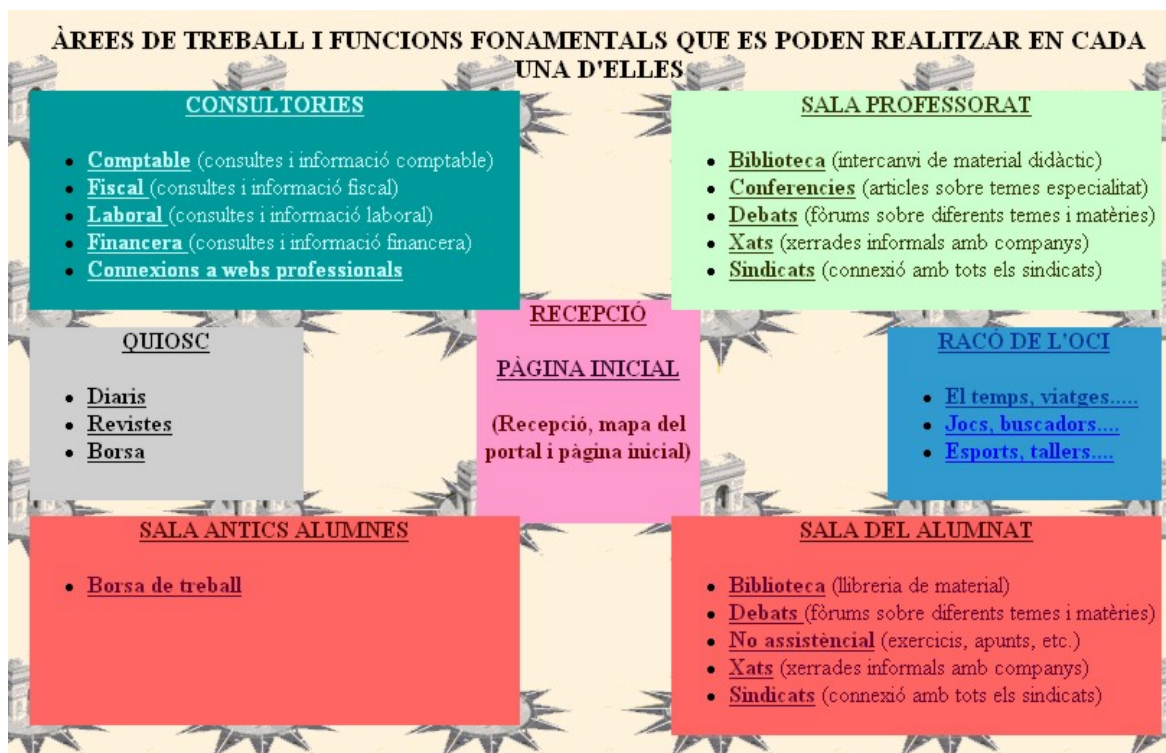 ÀREES DE TREBALL I FUNCIONS FONAMENTALS QUE ES PODEN REALITZAR EN CADA
UNA D'ELLES
CONSULTORIES
Comptable (consultes i informació comptable)
Fiscal (consultes i informació fiscal)
Laboral (consultes i informació laboral)
Financera (consultes i informació financera)
Connexions a webs professionals
SALA PROFESSORAT
Biblioteca (intercanvi de material didàctic)
Conferencies (articles sobre temes especialitat)
Debats (fòrums sobre diferents temes i matèries)
Xats (xerrades informals amb companys)
Sindicats (connexió amb tots els sindicats)
QUIOSC
Diaris
Revistes
Borsa
RECEPCIÓ
PÀGINA INICIAL
(Recepció, mapa del
portal i pàgina inicial)
RACÒ DE L'OCI
El temps, viatges.....
Jocs, buscadors....
Esports, tallers....
SALA ANTICS ALUMNES
Borsa de treball
SALA DEL ALUMNAT
Biblioteca (llibreria de material)
Debats (fòrums sobre diferents temes i matèries)
No assistèncial (exercicis, apunts, etc.)
Xats (xerrades informals amb companys)
Sindicats (connexió amb tots els sindicats)